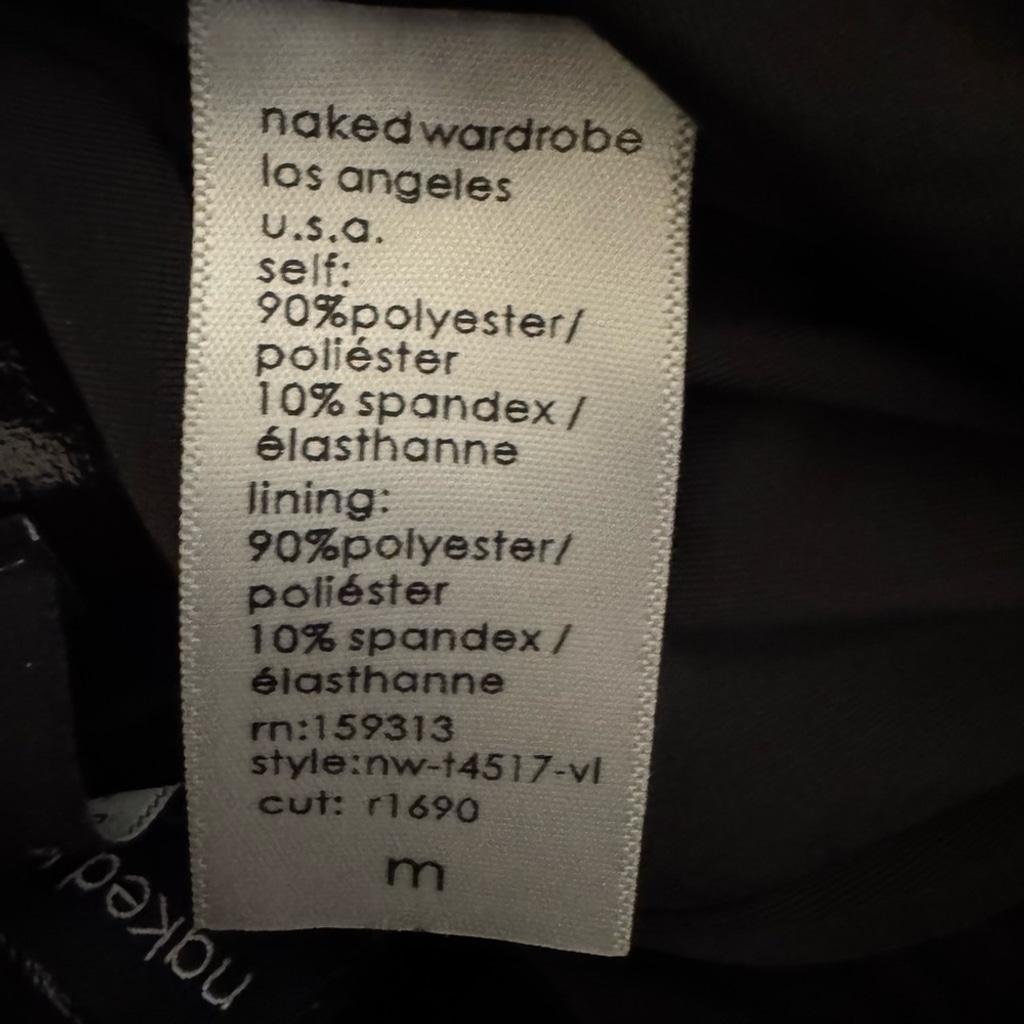 naked wardrobe
los angeles
u.s.a.
self:
90%polyester/
poliéster
10% spandex /
élasthanne
lining:
90%polyester/
poliéster
10% spandex /
élasthanne
rn:159313
style:nw-t4517-vl
cut: r1690
m
naked